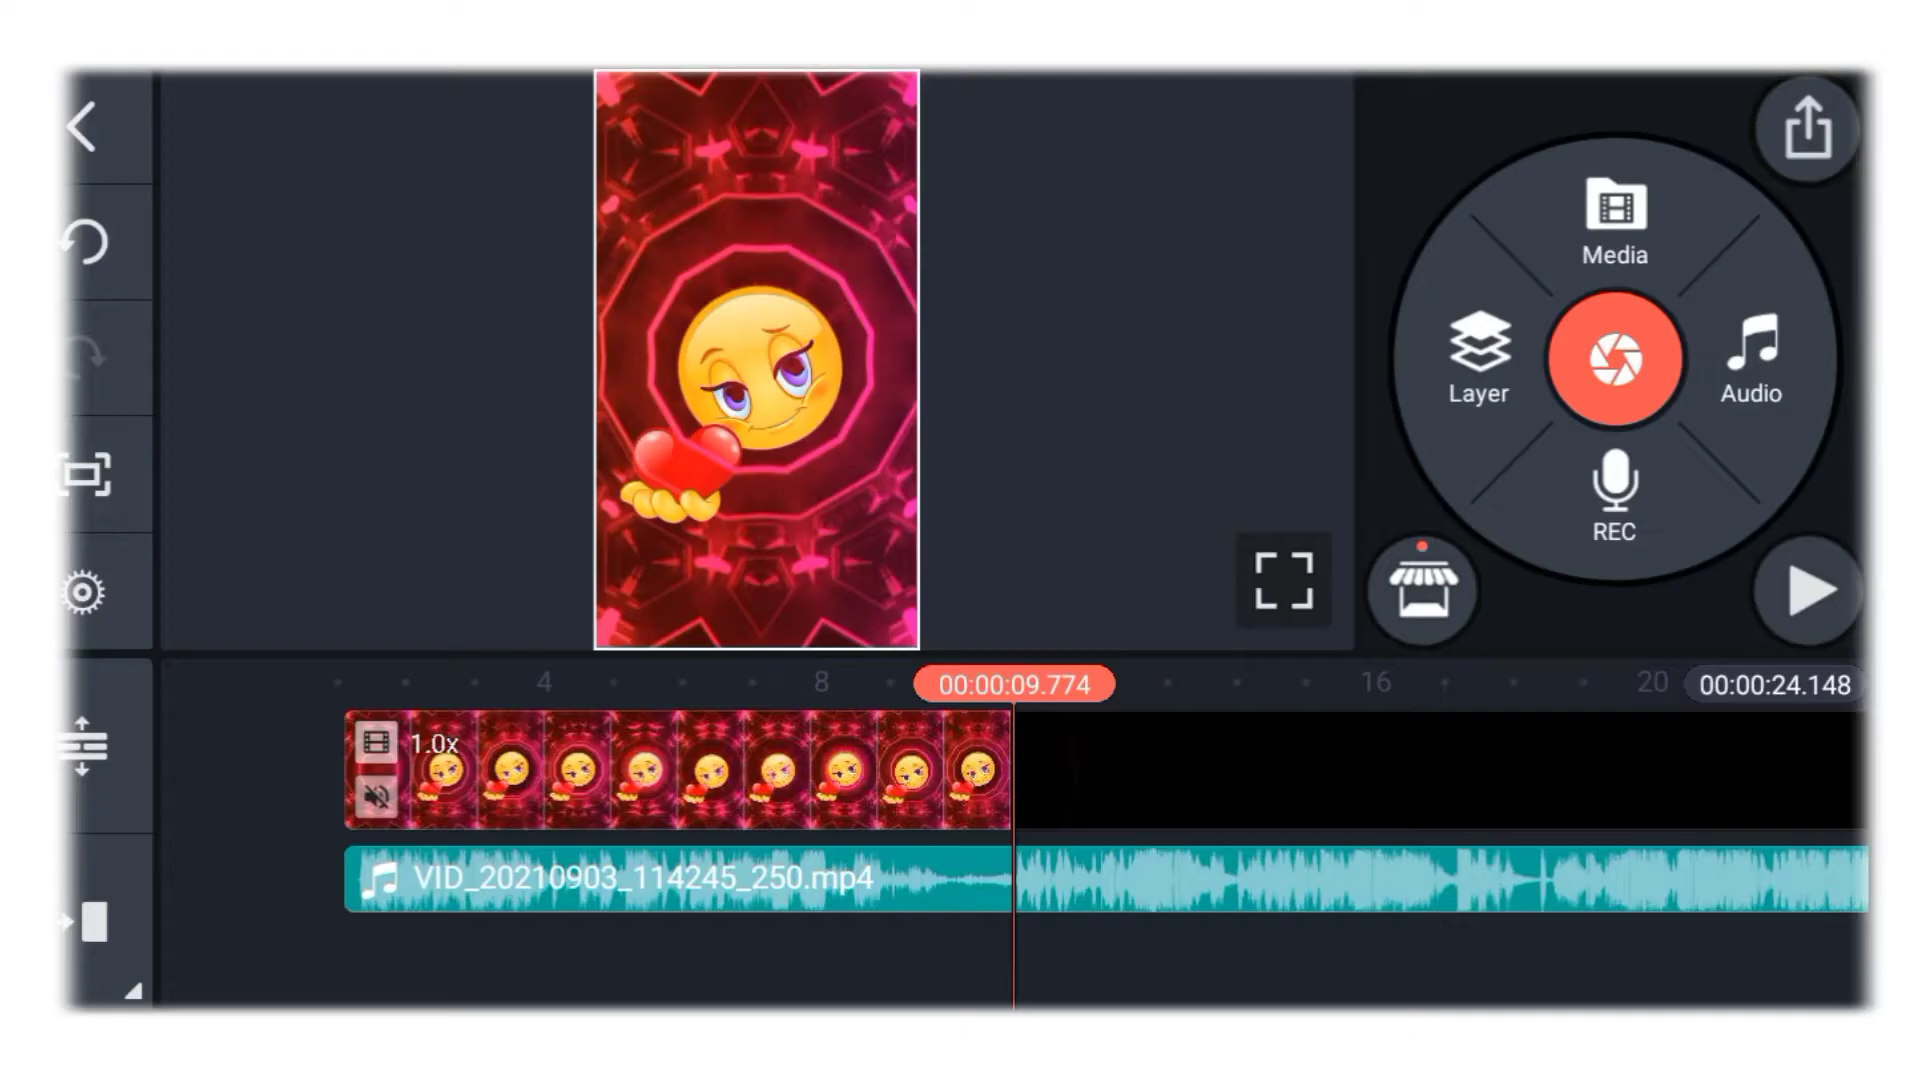 Media
Layer
Audio
REC
4
8
00:00:09.774
16
20
00:00:24.148
1.0x
VID_20210903_114245_250.mp4